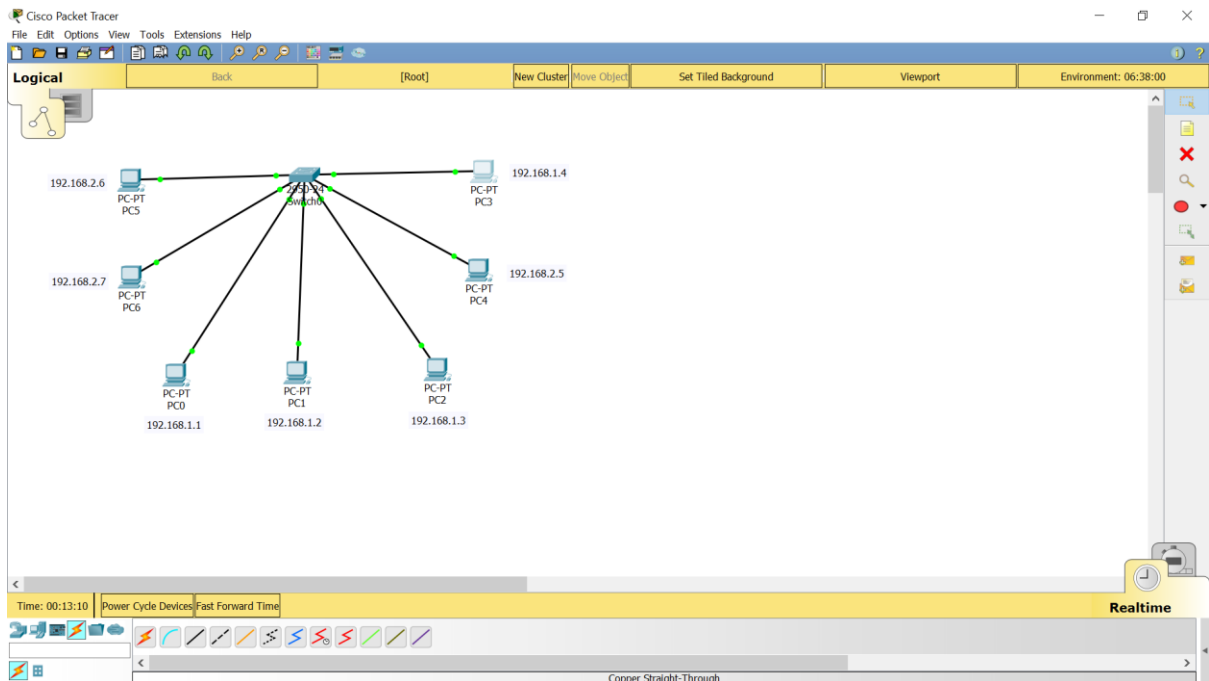 Cisco Packet Tracer
File Edit Options View Tools Extensions Help
Logical Back [Root] New Cluster Move Object Set Tiled Background Viewport Environment: 06:38:00
192.168.2.6
PC-PT
PC5
2950-24
Switch0
PC-PT
PC3
192.168.1.4
192.168.2.7
PC-PT
PC6
PC-PT
PC4
192.168.2.5
PC-PT
PC0
192.168.1.1
PC-PT
PC1
192.168.1.2
PC-PT
PC2
192.168.1.3
Time: 00:13:10 Power Cycle Devices Fast Forward Time Realtime
Copper Straight-Through